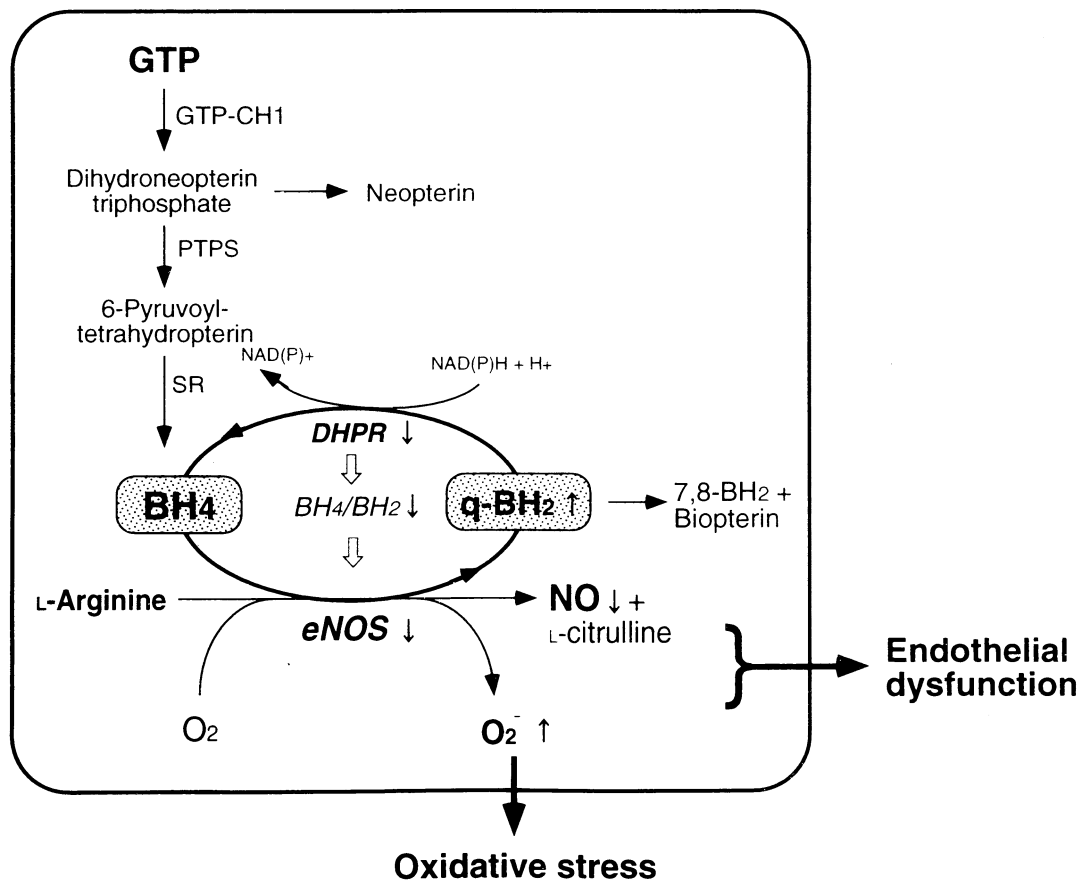 GTP
GTP-CH1
Dihydroneopterin
triphosphate
Neopterin
PTPS
6-Pyruvoyl-
tetrahydropterin
NAD(P)+
NAD(P)H + H+
SR
DHPR ↓
BH4
BH4/BH2 ↓
q-BH2 ↑
7,8-BH2 +
Biopterin
L-Arginine
NO ↓ +
eNOS ↓
L-citrulline
Endothelial
dysfunction
O2
O2⁻ ↑
Oxidative stress